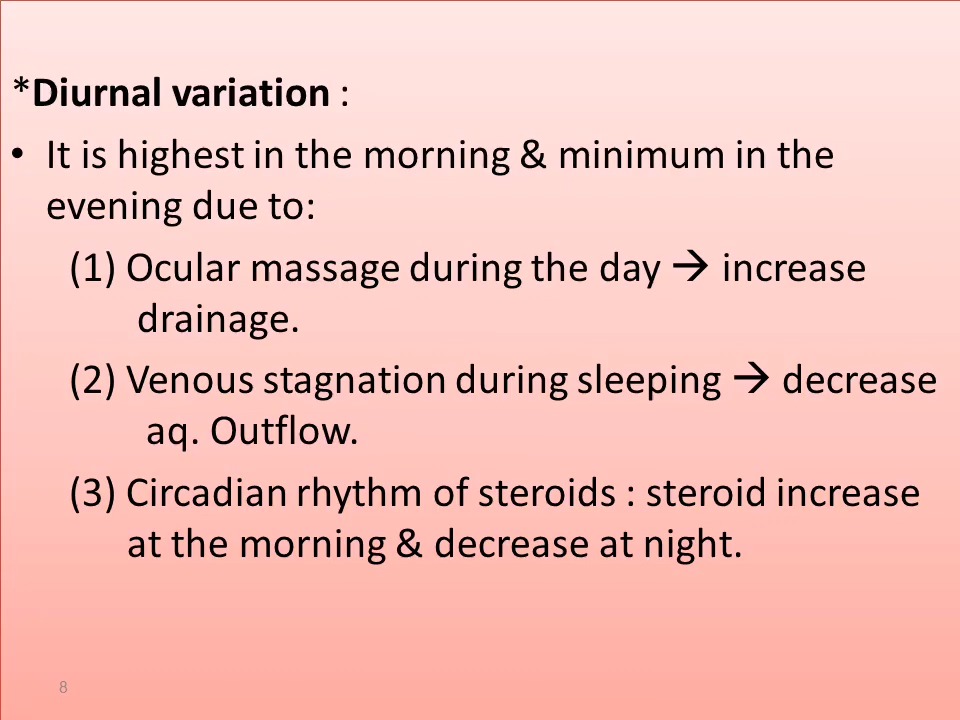 *Diurnal variation :
• It is highest in the morning & minimum in the
evening due to:
(1) Ocular massage during the day → increase
drainage.
(2) Venous stagnation during sleeping → decrease
aq. Outflow.
(3) Circadian rhythm of steroids : steroid increase
at the morning & decrease at night.
8